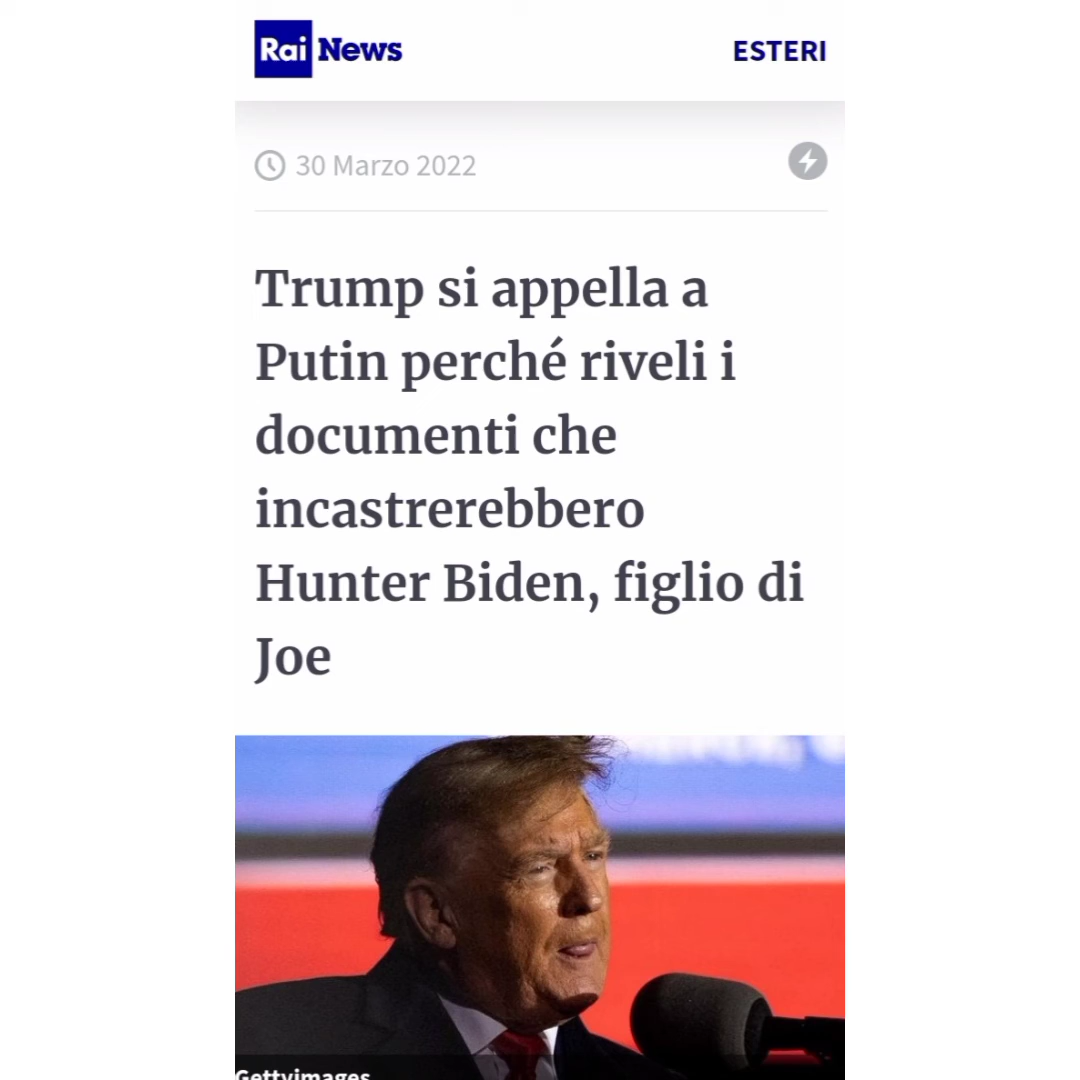 Rai News
ESTERI
30 Marzo 2022
Trump si appella a
Putin perché riveli i
documenti che
incastrerebbero
Hunter Biden, figlio di
Joe
Gettyimages